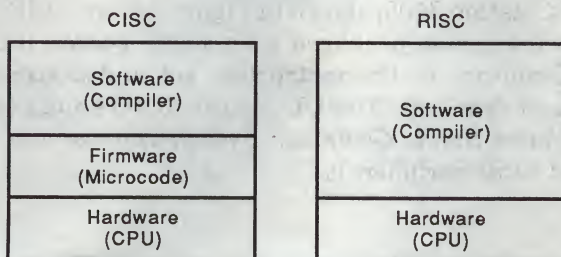 CISC
Software
(Compiler)
Firmware
(Microcode)
Hardware
(CPU)
RISC
Software
(Compiler)
Hardware
(CPU)